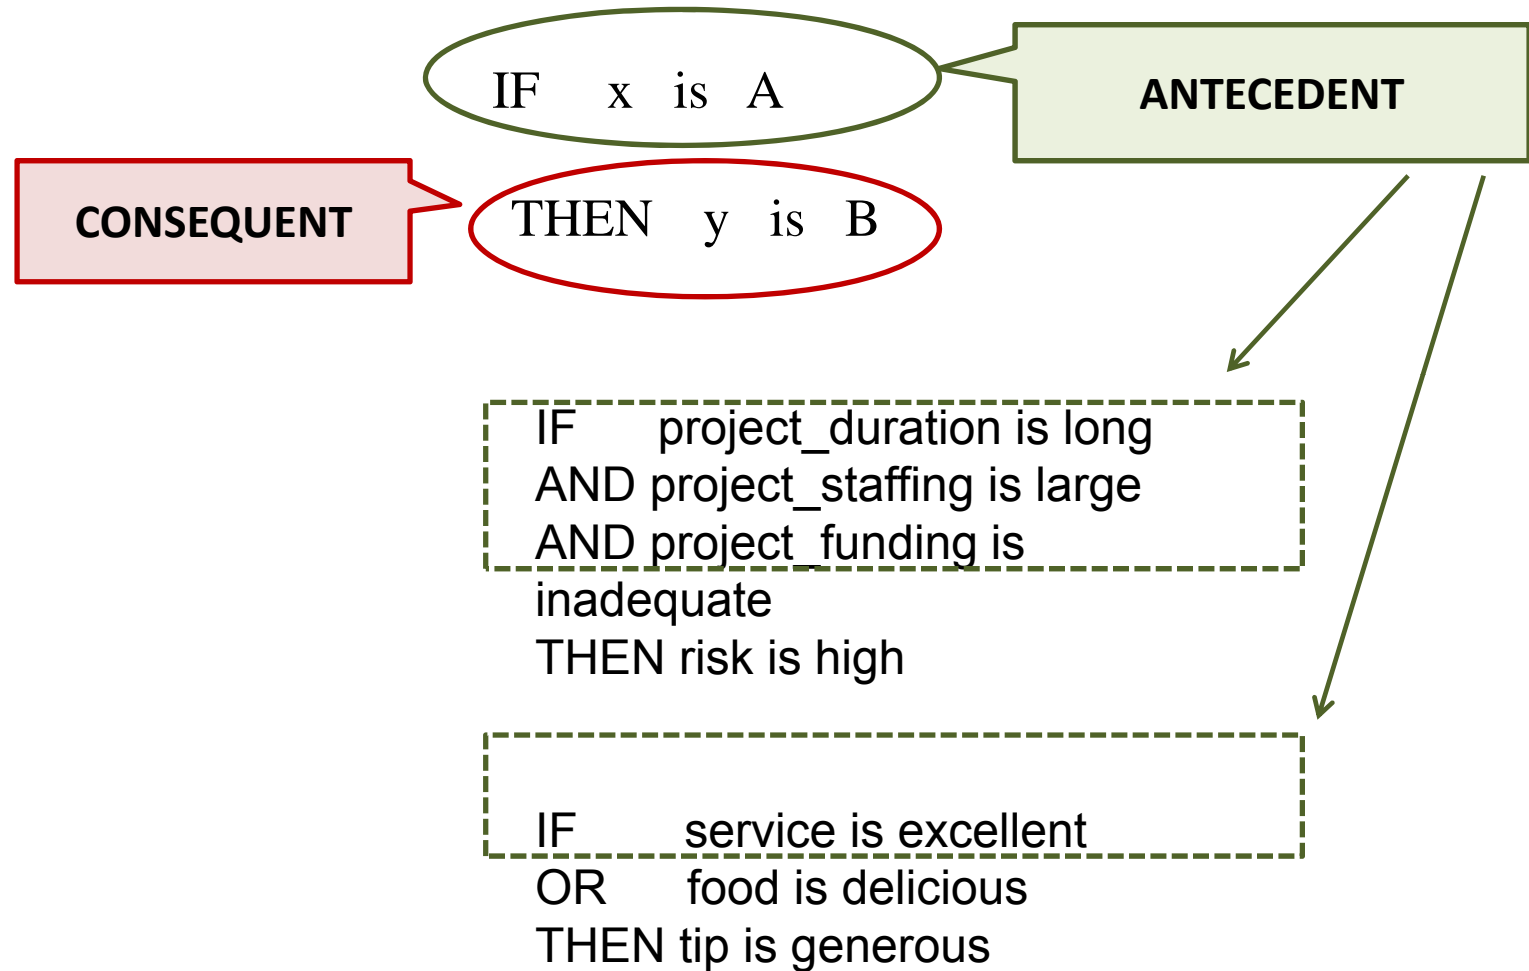 IF x is A
ANTECEDENT
CONSEQUENT
THEN y is B
IF project_duration is long
AND project_staffing is large
AND project_funding is
inadequate
THEN risk is high
IF service is excellent
OR food is delicious
THEN tip is generous